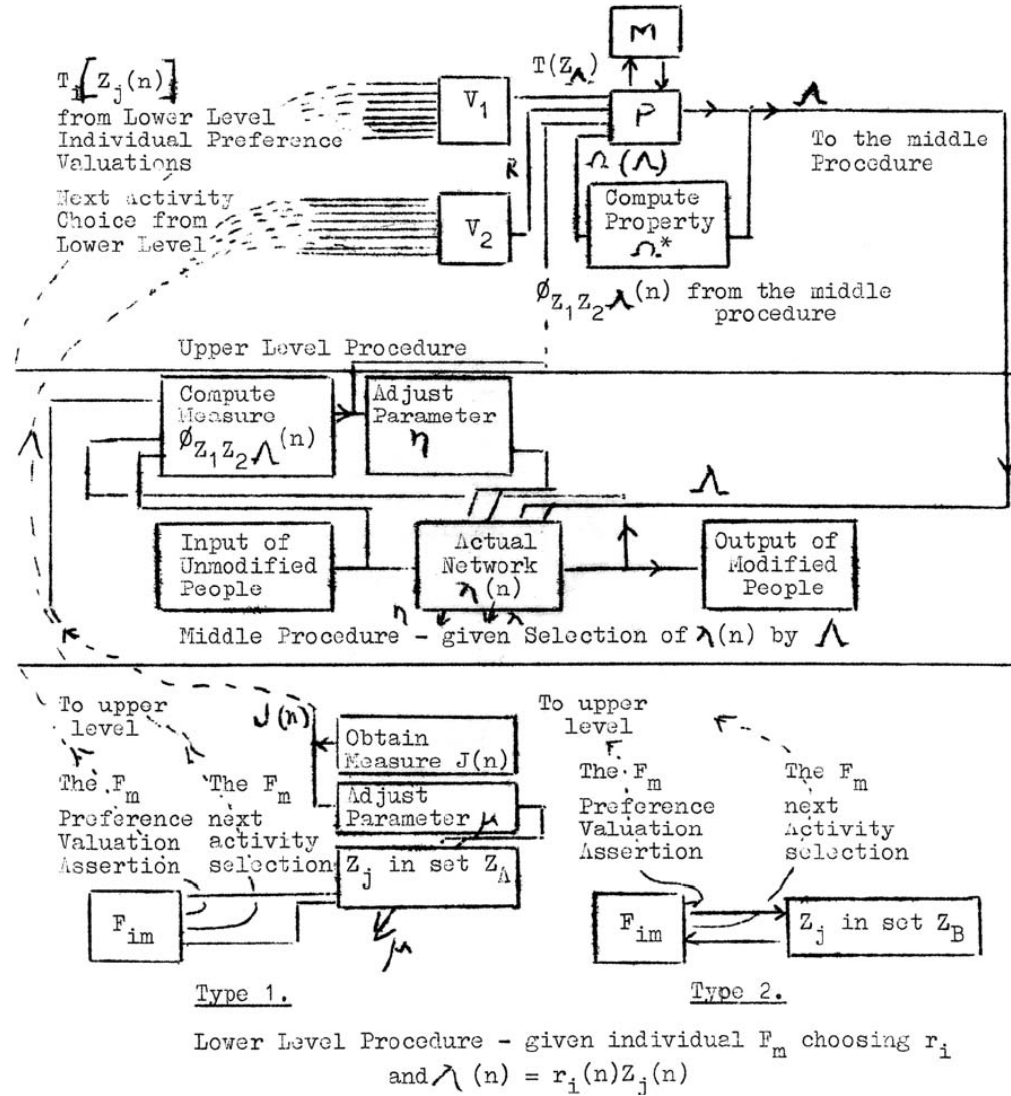 M
T_i[Z_j(n)]
from Lower Level
Individual Preference
Valuations
V_1
T(Z_Λ)
P
Λ
To the middle
Procedure
Next activity
Choice from
Lower Level
V_2
R
Ω(Λ)
Compute
Property
Ω*
ø_{Z_1 Z_2 Λ}(n) from the middle
procedure
Upper Level Procedure
Compute
Measure
ø_{Z_1 Z_2 Λ}(n)
Adjust
Parameter
η
Λ
Input of
Unmodified
People
Actual
Network
λ(n)
Output of
Modified
People
η
λ
Middle Procedure - given Selection of λ(n) by Λ
To upper
level
J(n)
Obtain
Measure J(n)
Adjust
Parameter μ
The F_m
Preference
Valuation
Assertion
The F_m
next
activity
selection
Z_j in set Z_A
μ
F_im
Type 1.
To upper
level
The F_m
Preference
Valuation
Assertion
The F_m
next
Activity
selection
F_im
Z_j in set Z_B
Type 2.
Lower Level Procedure - given individual F_m choosing r_i
and λ(n) = r_i(n)Z_j(n)